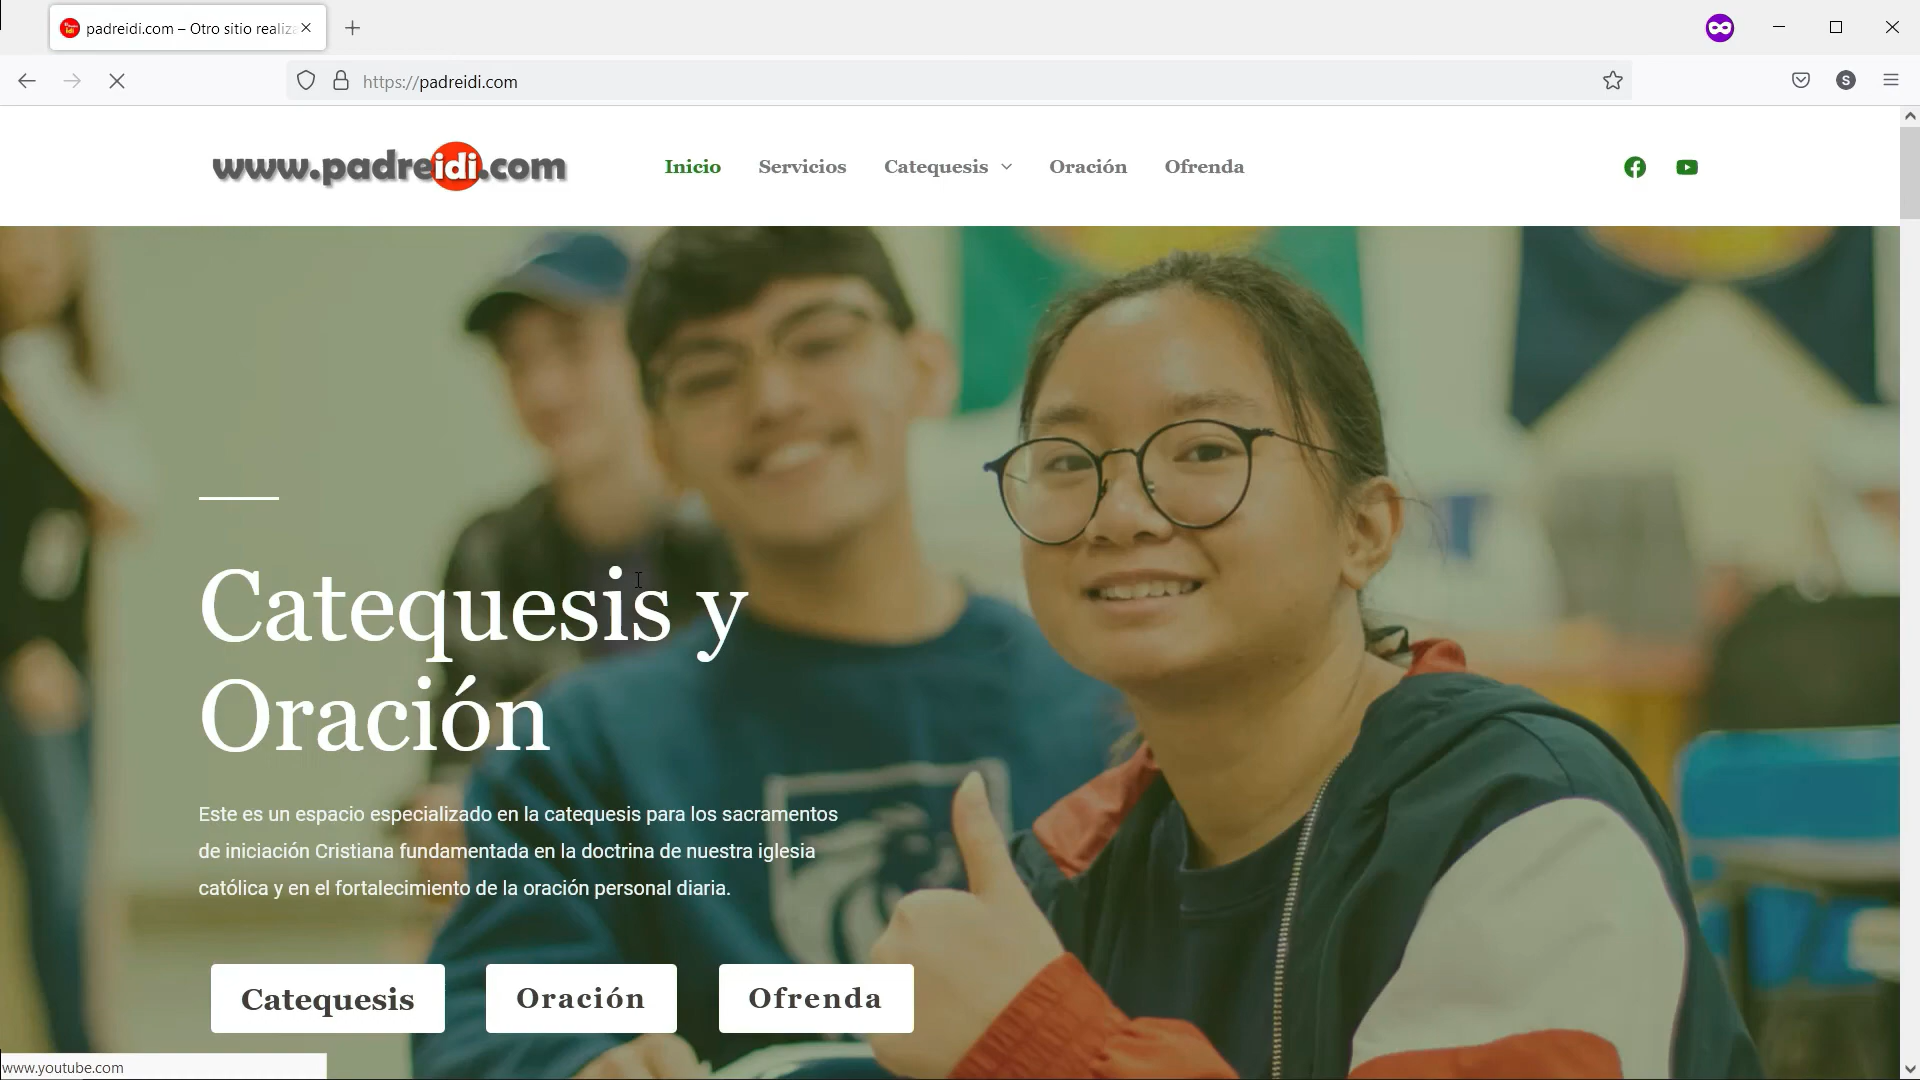 padreidi.com – Otro sitio realiza
https://padreidi.com
S
www.padreidi.com
Inicio Servicios Catequesis Oración Ofrenda
Catequesis y
Oración
Este es un espacio especializado en la catequesis para los sacramentos
de iniciación Cristiana fundamentada en la doctrina de nuestra iglesia
católica y en el fortalecimiento de la oración personal diaria.
Catequesis Oración Ofrenda
www.youtube.com